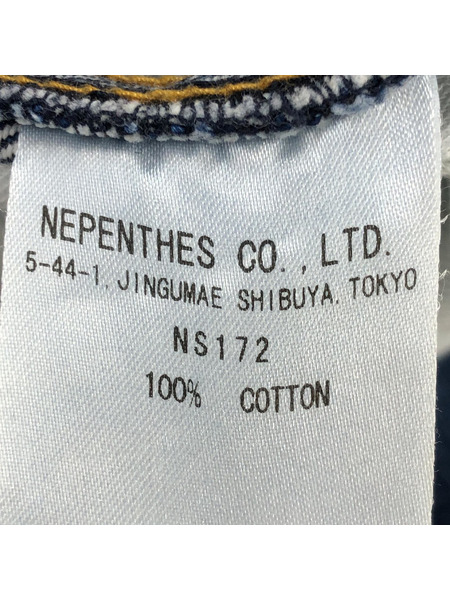 NEPENTHES CO., LTD.
5-44-1, JINGUMAE SHIBUYA, TOKYO
NS172
100% COTTON